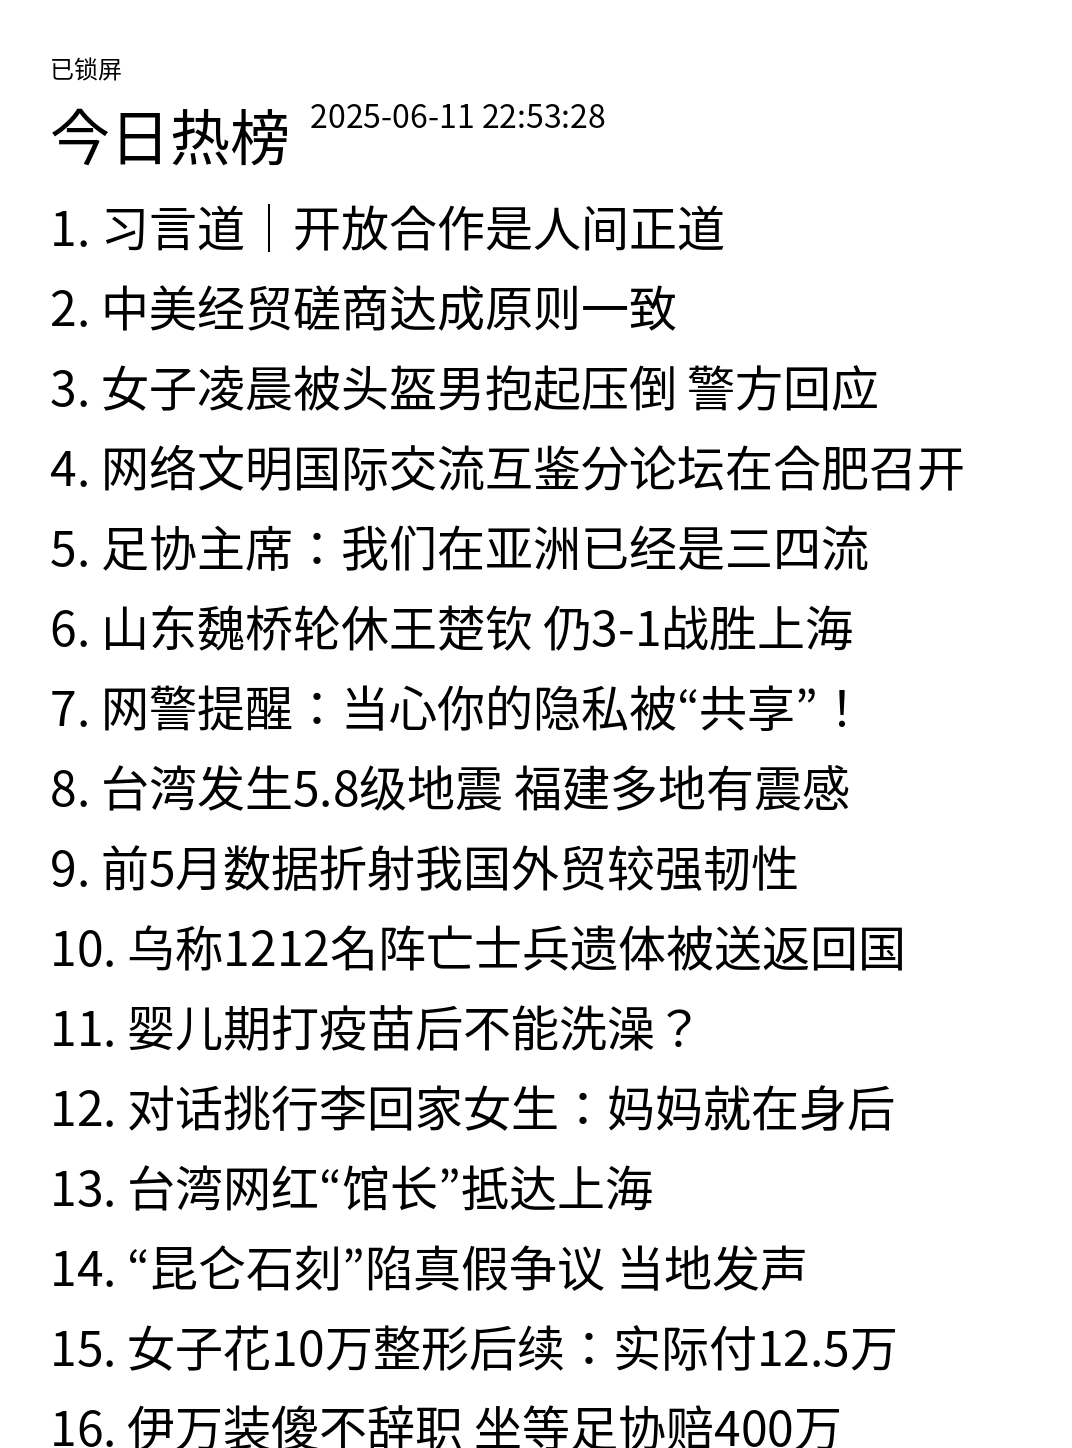 已锁屏
今日热榜 2025-06-11 22:53:28
1. 习言道｜开放合作是人间正道
2. 中美经贸磋商达成原则一致
3. 女子凌晨被头盔男抱起压倒 警方回应
4. 网络文明国际交流互鉴分论坛在合肥召开
5. 足协主席：我们在亚洲已经是三四流
6. 山东魏桥轮休王楚钦 仍3-1战胜上海
7. 网警提醒：当心你的隐私被“共享”！
8. 台湾发生5.8级地震 福建多地有震感
9. 前5月数据折射我国外贸较强韧性
10. 乌称1212名阵亡士兵遗体被送返回国
11. 婴儿期打疫苗后不能洗澡？
12. 对话挑行李回家女生：妈妈就在身后
13. 台湾网红“馆长”抵达上海
14. “昆仑石刻”陷真假争议 当地发声
15. 女子花10万整形后续：实际付12.5万
16. 伊万装傻不辞职 坐等足协赔400万